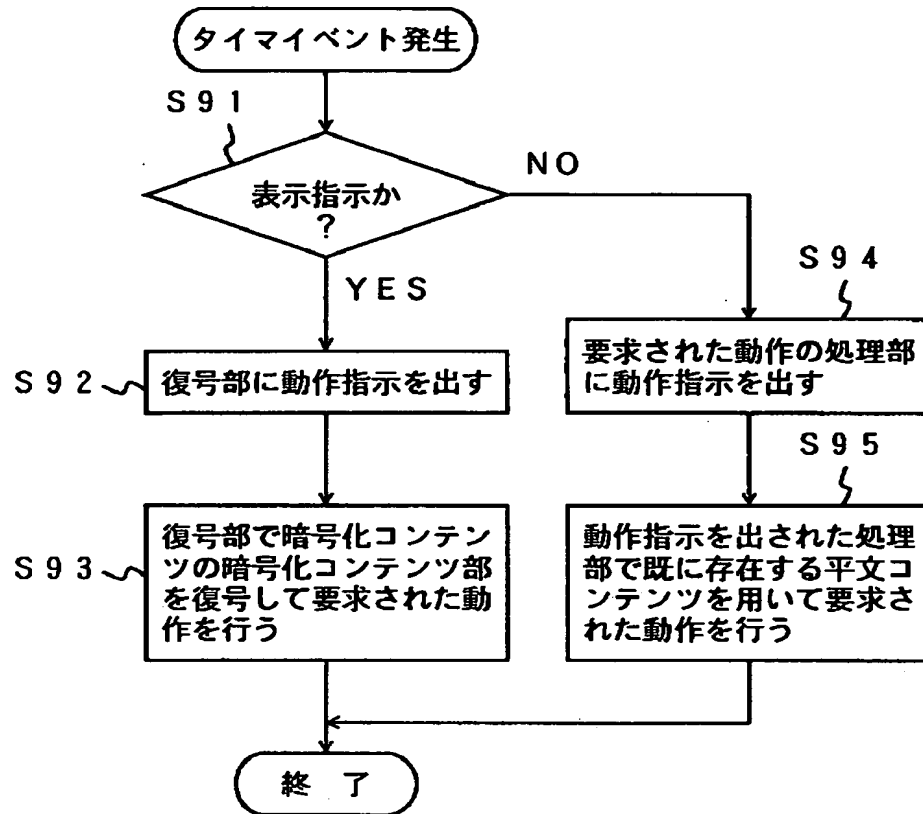 タイマイベント発生
S91
表示指示か
?
NO
YES
S92
復号部に動作指示を出す
S93
復号部で暗号化コンテン
ツの暗号化コンテンツ部
を復号して要求された動
作を行う
S94
要求された動作の処理部
に動作指示を出す
S95
動作指示を出された処理
部で既に存在する平文コ
ンテンツを用いて要求さ
れた動作を行う
終 了